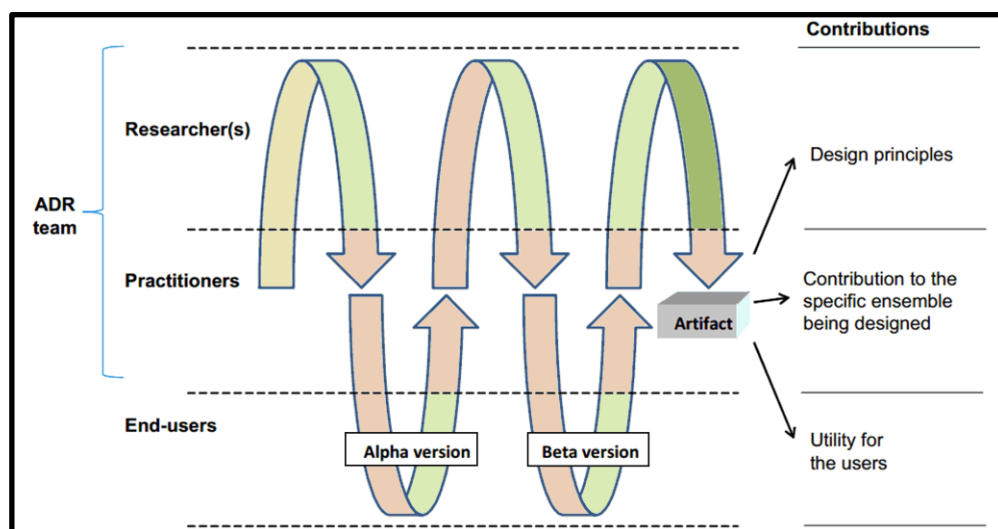 Contributions
Researcher(s)
Design principles
ADR
team
Practitioners
Contribution to the
specific ensemble
being designed
Artifact
End-users
Alpha version
Beta version
Utility for
the users